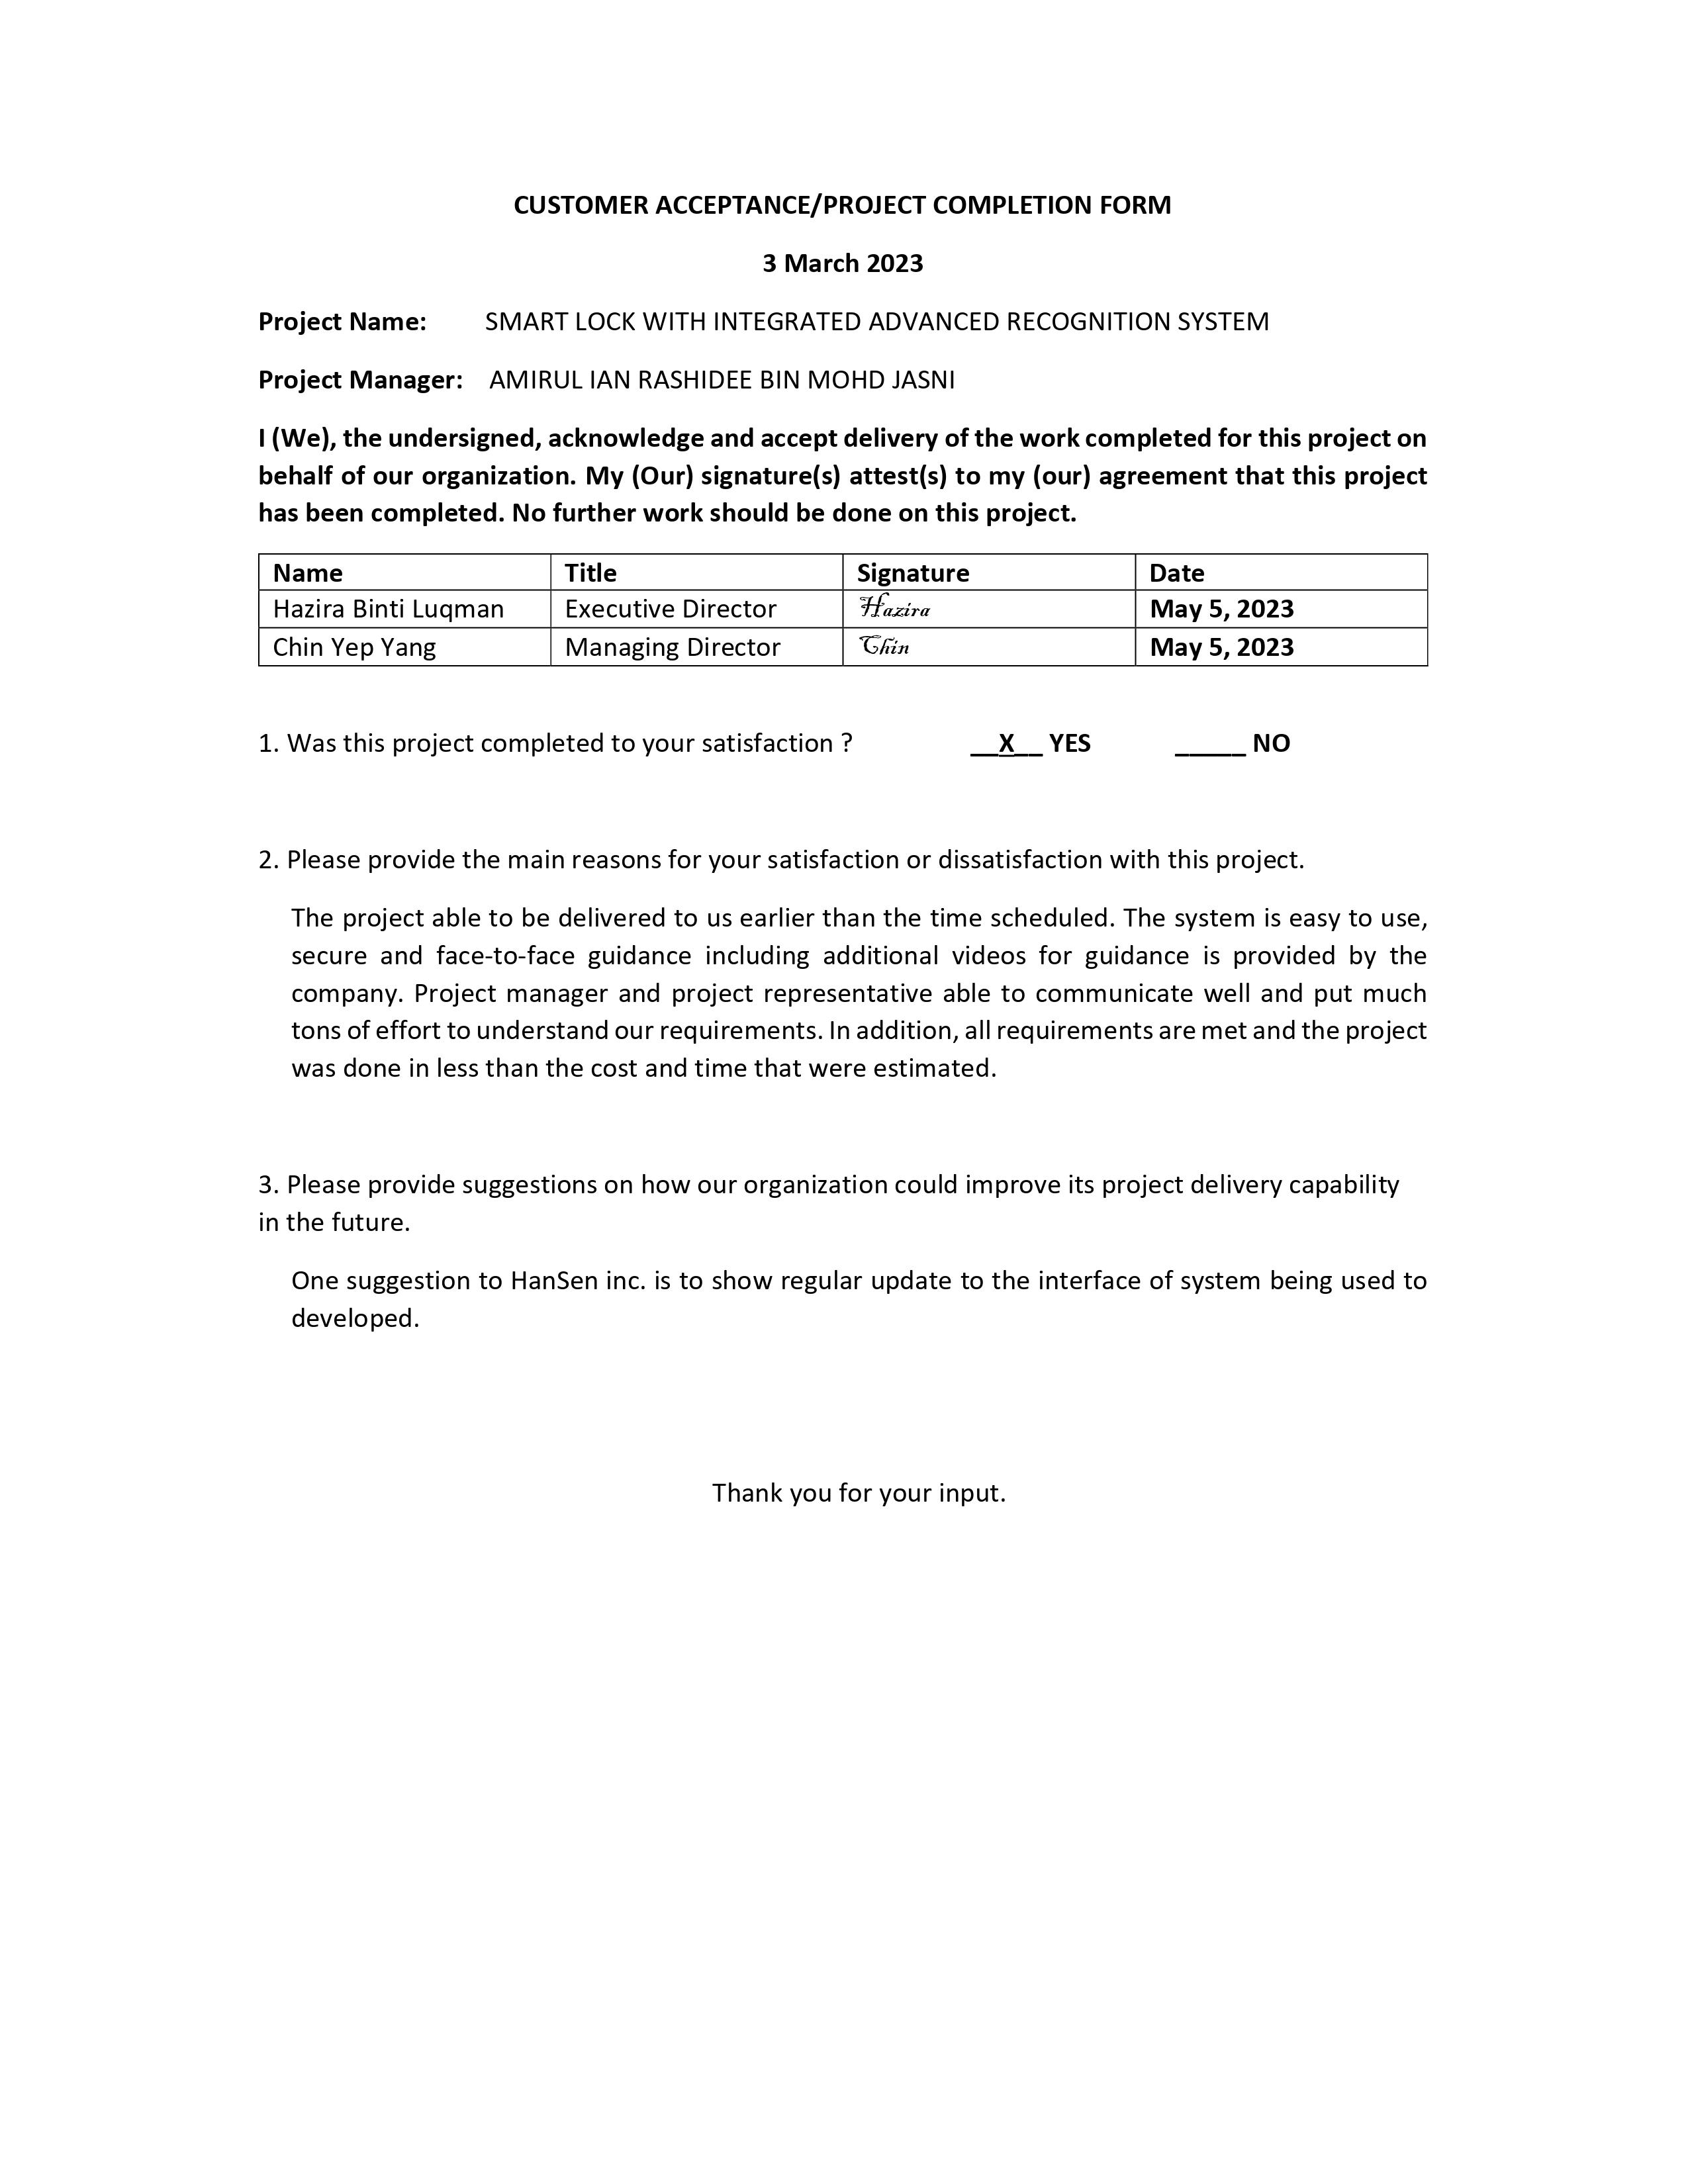 CUSTOMER ACCEPTANCE/PROJECT COMPLETION FORM
3 March 2023
Project Name: SMART LOCK WITH INTEGRATED ADVANCED RECOGNITION SYSTEM
Project Manager: AMIRUL IAN RASHIDEE BIN MOHD JASNI
I (We), the undersigned, acknowledge and accept delivery of the work completed for this project on
behalf of our organization. My (Our) signature(s) attest(s) to my (our) agreement that this project
has been completed. No further work should be done on this project.
Name Title Signature Date
Hazira Binti Luqman Executive Director Hazira May 5, 2023
Chin Yep Yang Managing Director Chin May 5, 2023
1. Was this project completed to your satisfaction ? __X__ YES _____ NO
2. Please provide the main reasons for your satisfaction or dissatisfaction with this project.
The project able to be delivered to us earlier than the time scheduled. The system is easy to use,
secure and face-to-face guidance including additional videos for guidance is provided by the
company. Project manager and project representative able to communicate well and put much
tons of effort to understand our requirements. In addition, all requirements are met and the project
was done in less than the cost and time that were estimated.
3. Please provide suggestions on how our organization could improve its project delivery capability
in the future.
One suggestion to HanSen inc. is to show regular update to the interface of system being used to
developed.
Thank you for your input.